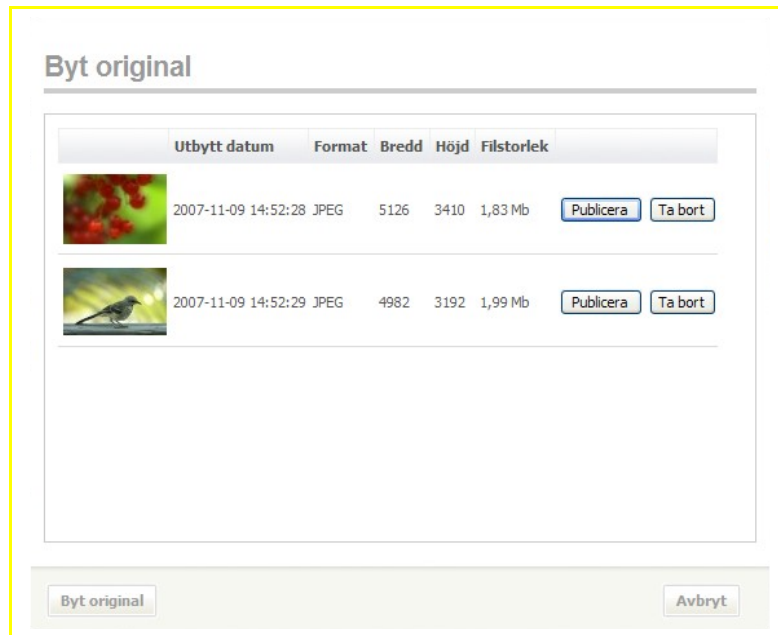 Byt original
Utbytt datum Format Bredd Höjd Filstorlek
2007-11-09 14:52:28 JPEG 5126 3410 1,83 Mb Publicera Ta bort
2007-11-09 14:52:29 JPEG 4982 3192 1,99 Mb Publicera Ta bort
Byt original Avbryt